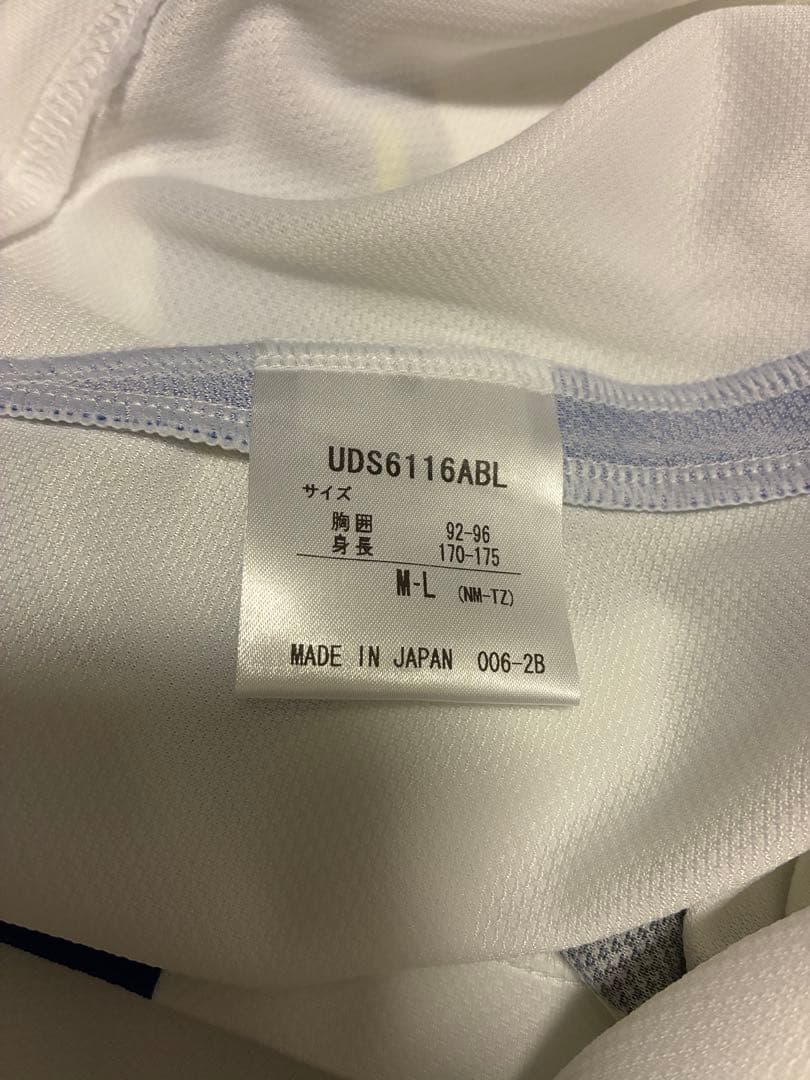 UDS6116ABL
サイズ
胸囲 92-96
身長 170-175
M-L (NM-TZ)
MADE IN JAPAN 006-2B